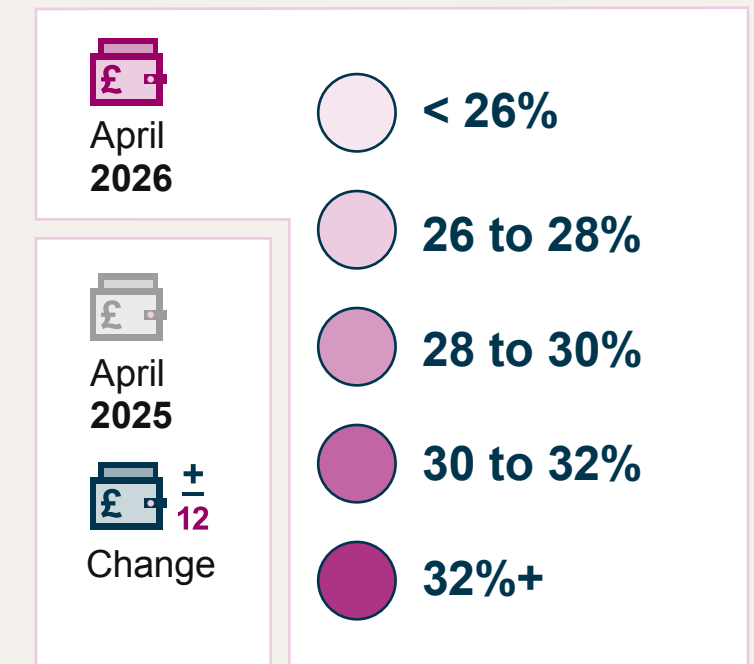 £
April
2026
< 26%
26 to 28%
28 to 30%
30 to 32%
32%+
£
April
2025
£
+
12
Change